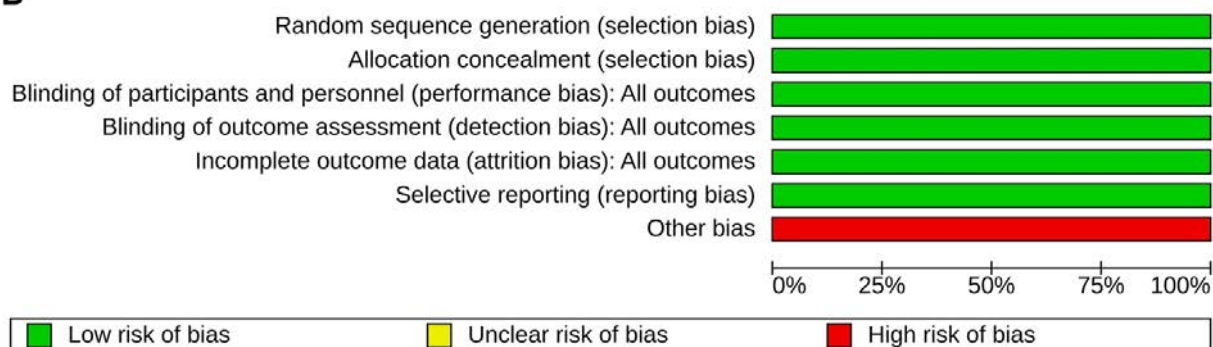 Random sequence generation (selection bias)
Allocation concealment (selection bias)
Blinding of participants and personnel (performance bias): All outcomes
Blinding of outcome assessment (detection bias): All outcomes
Incomplete outcome data (attrition bias): All outcomes
Selective reporting (reporting bias)
Other bias
0% 25% 50% 75% 100%
Low risk of bias Unclear risk of bias High risk of bias